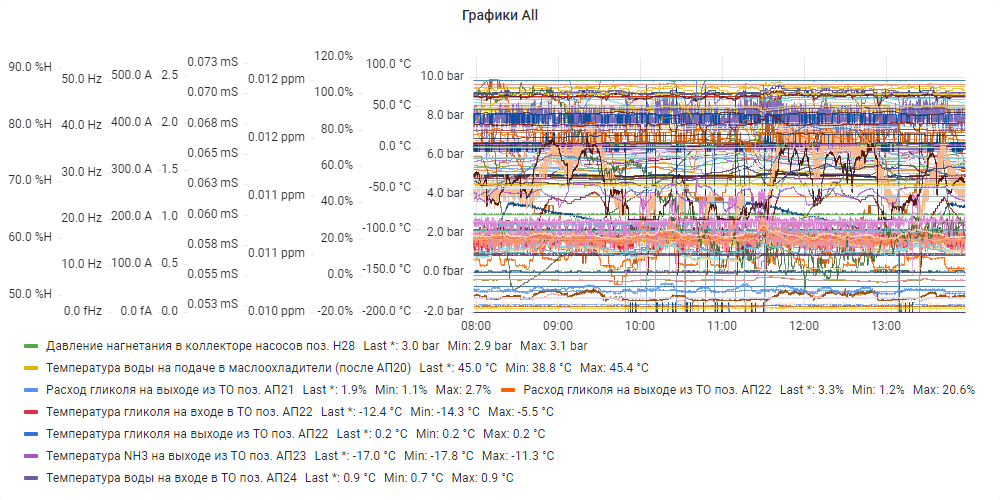 Графики All
90.0 %H
80.0 %H
70.0 %H
60.0 %H
50.0 %H
50.0 Hz
40.0 Hz
30.0 Hz
20.0 Hz
10.0 Hz
0.0 fHz
500.0 A
400.0 A
300.0 A
200.0 A
100.0 A
0.0 fA
2.5
2.0
1.5
1.0
0.5
0.0
0.073 mS
0.070 mS
0.068 mS
0.065 mS
0.063 mS
0.060 mS
0.058 mS
0.055 mS
0.053 mS
0.012 ppm
0.012 ppm
0.011 ppm
0.011 ppm
0.010 ppm
120.0%
100.0%
80.0%
60.0%
40.0%
20.0%
0.0%
-20.0%
100.0 °C
50.0 °C
0.0 °C
-50.0 °C
-100.0 °C
-150.0 °C
-200.0 °C
10.0 bar
8.0 bar
6.0 bar
4.0 bar
2.0 bar
0.0 fbar
-2.0 bar
08:00 09:00 10:00 11:00 12:00 13:00
Давление нагнетания в коллекторе насосов поз. Н28 Last *: 3.0 bar Min: 2.9 bar Max: 3.1 bar
Температура воды на подаче в маслоохладители (после АП20) Last *: 45.0 °C Min: 38.8 °C Max: 45.4 °C
Расход гликоля на выходе из ТО поз. АП21 Last *: 1.9% Min: 1.1% Max: 2.7% Расход гликоля на выходе из ТО поз. АП22 Last *: 3.3% Min: 1.2% Max: 20.6%
Температура гликоля на входе в ТО поз. АП22 Last *: -12.4 °C Min: -14.3 °C Max: -5.5 °C
Температура гликоля на выходе из ТО поз. АП22 Last *: 0.2 °C Min: 0.2 °C Max: 0.2 °C
Температура NH3 на выходе из ТО поз. АП23 Last *: -17.0 °C Min: -17.8 °C Max: -11.3 °C
Температура воды на входе в ТО поз. АП24 Last *: 0.9 °C Min: 0.7 °C Max: 0.9 °C